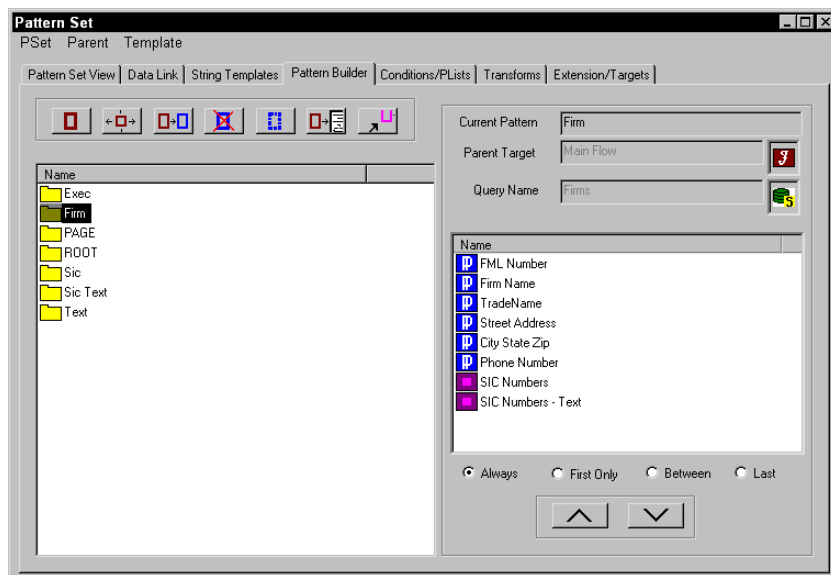 Pattern Set
PSet Parent Template
Pattern Set View Data Link String Templates Pattern Builder Conditions/PLists Transforms Extension/Targets
Current Pattern Firm
Parent Target Main Flow
Query Name Firms
Name
Exec
Firm
PAGE
ROOT
Sic
Sic Text
Text
Name
FML Number
Firm Name
TradeName
Street Address
City State Zip
Phone Number
SIC Numbers
SIC Numbers - Text
Always First Only Between Last